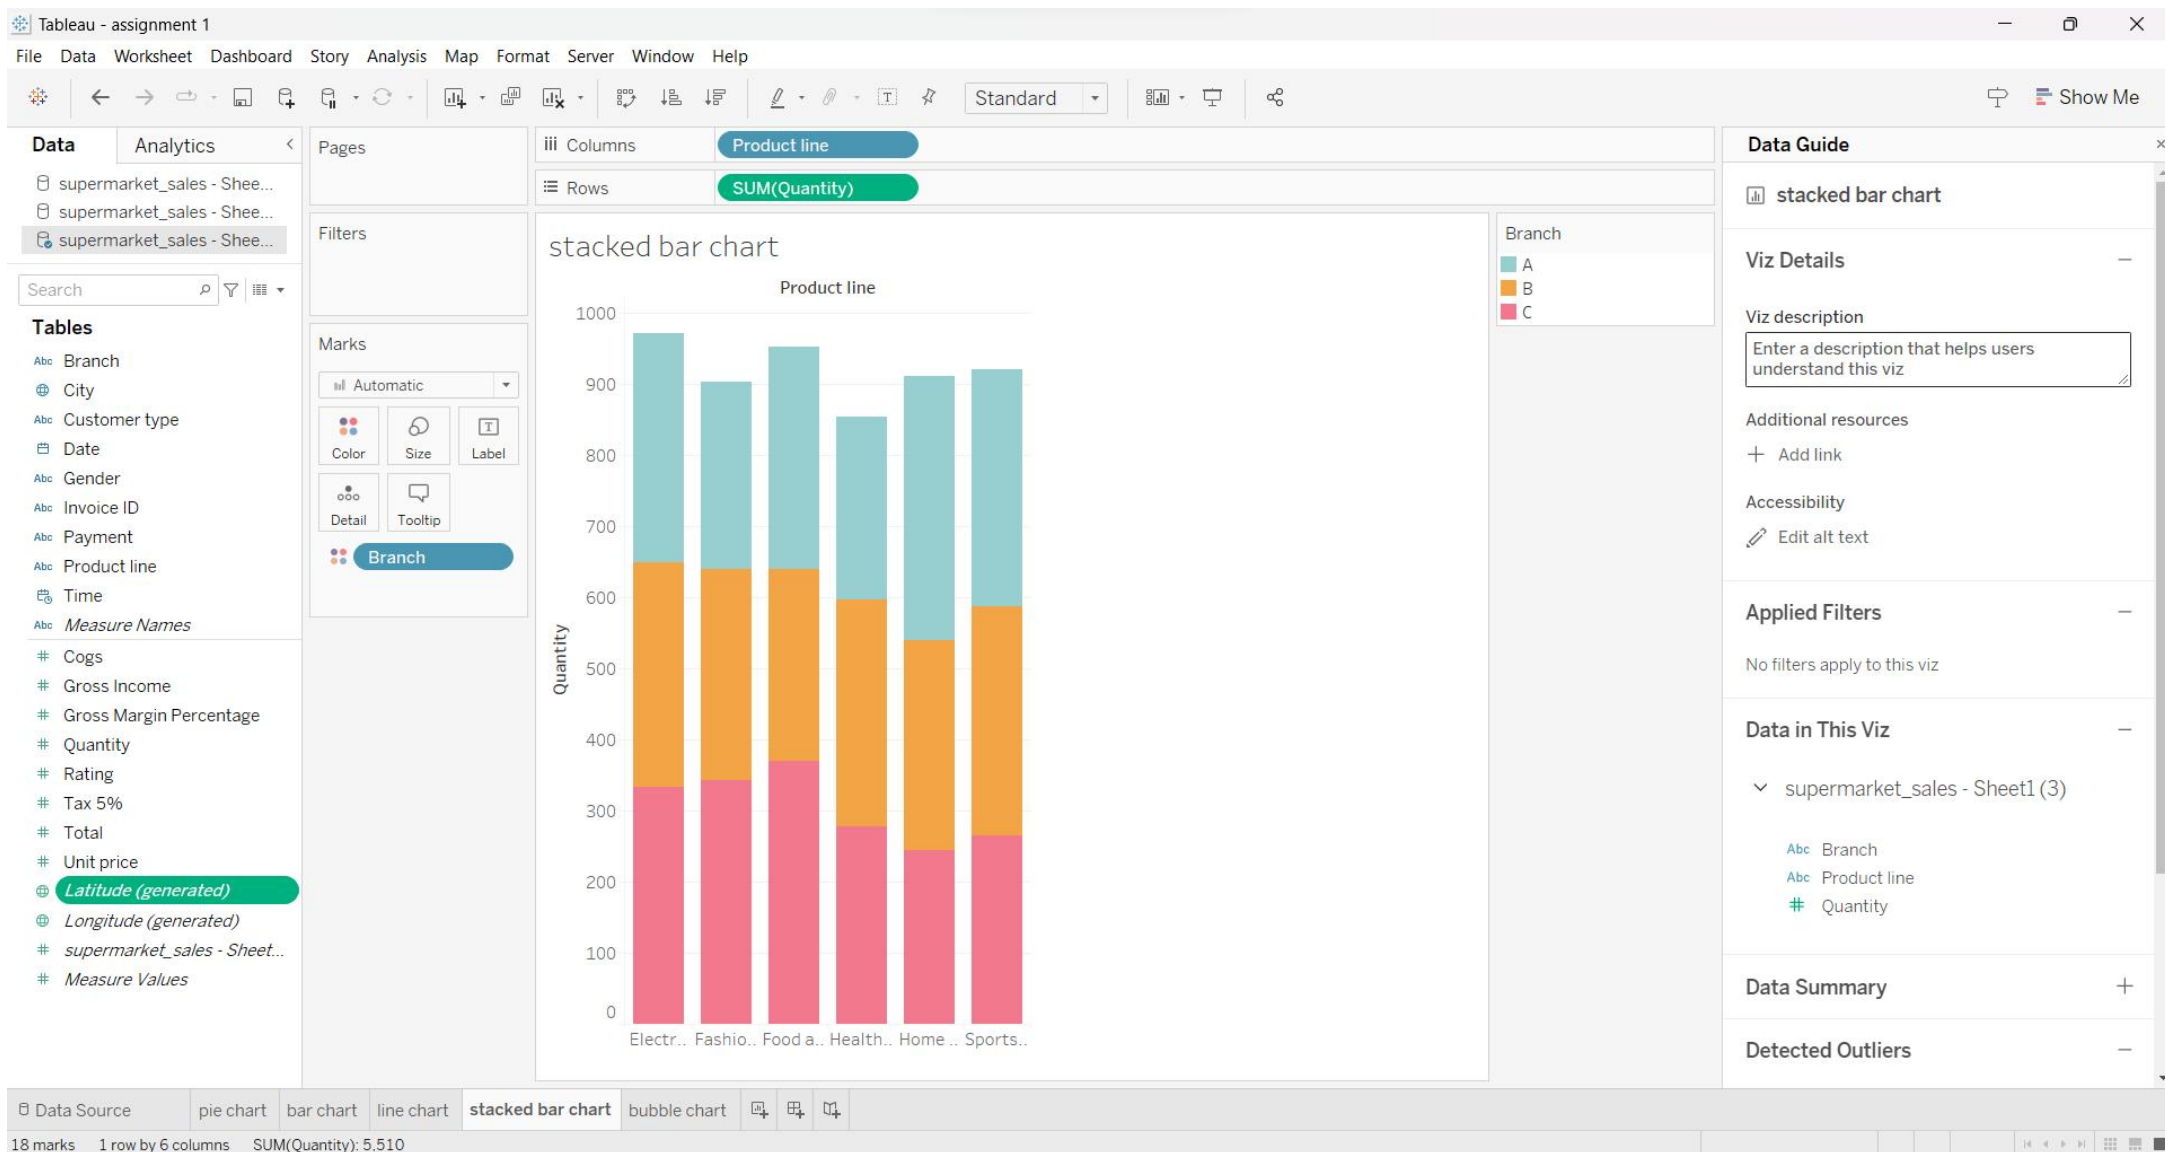 Tableau - assignment 1
File Data Worksheet Dashboard Story Analysis Map Format Server Window Help
Standard
Show Me
Data Analytics
supermarket_sales - Shee...
supermarket_sales - Shee...
supermarket_sales - Shee...
Search
Tables
Abc Branch
City
Abc Customer type
Date
Abc Gender
Abc Invoice ID
Abc Payment
Abc Product line
Time
Abc Measure Names
# Cogs
# Gross Income
# Gross Margin Percentage
# Quantity
# Rating
# Tax 5%
# Total
# Unit price
Latitude (generated)
Longitude (generated)
# supermarket_sales - Sheet...
# Measure Values
Pages
Filters
Marks
Automatic
Color Size Label
Detail Tooltip
Branch
Columns Product line
Rows SUM(Quantity)
stacked bar chart
Product line
1000
900
800
700
600
500
400
300
200
100
0
Quantity
Electr.. Fashio.. Food a.. Health.. Home .. Sports..
Branch
A
B
C
Data Guide
stacked bar chart
Viz Details
Viz description
Enter a description that helps users
understand this viz
Additional resources
Add link
Accessibility
Edit alt text
Applied Filters
No filters apply to this viz
Data in This Viz
supermarket_sales - Sheet1 (3)
Abc Branch
Abc Product line
# Quantity
Data Summary
Detected Outliers
Data Source pie chart bar chart line chart stacked bar chart bubble chart
18 marks 1 row by 6 columns SUM(Quantity): 5,510